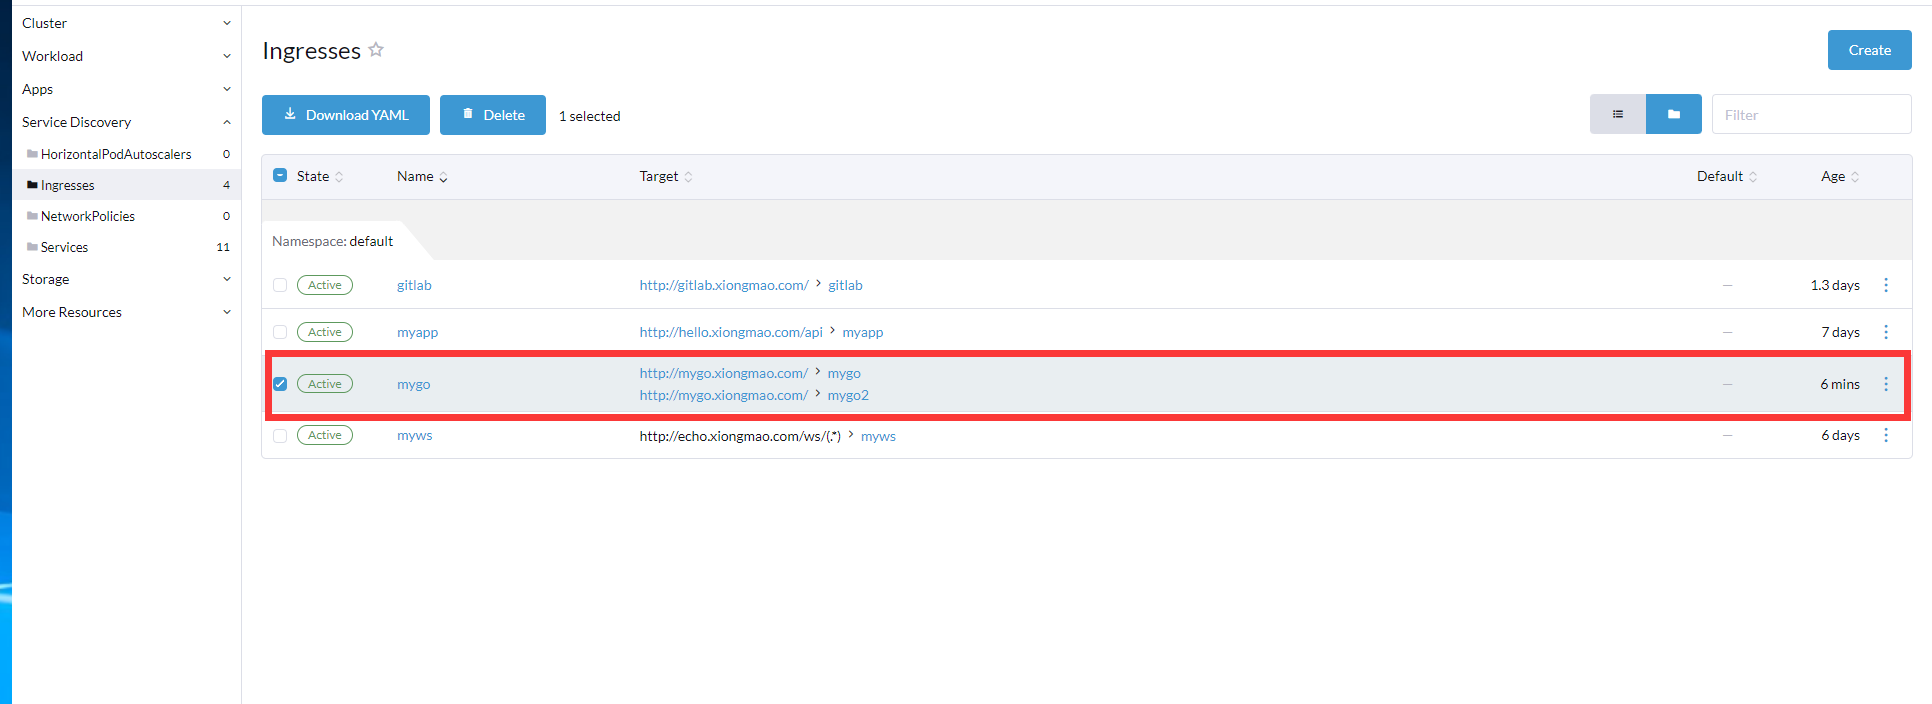 Cluster
Workload
Apps
Service Discovery
HorizontalPodAutoscalers 0
Ingresses 4
NetworkPolicies 0
Services 11
Storage
More Resources
Ingresses
Create
Download YAML Delete 1 selected Filter
State Name Target Default Age
Namespace: default
Active gitlab http://gitlab.xiongmao.com/ > gitlab — 1.3 days
Active myapp http://hello.xiongmao.com/api > myapp — 7 days
http://mygo.xiongmao.com/ > mygo
Active mygo — 6 mins
http://mygo.xiongmao.com/ > mygo2
Active myws http://echo.xiongmao.com/ws/(.*) > myws — 6 days